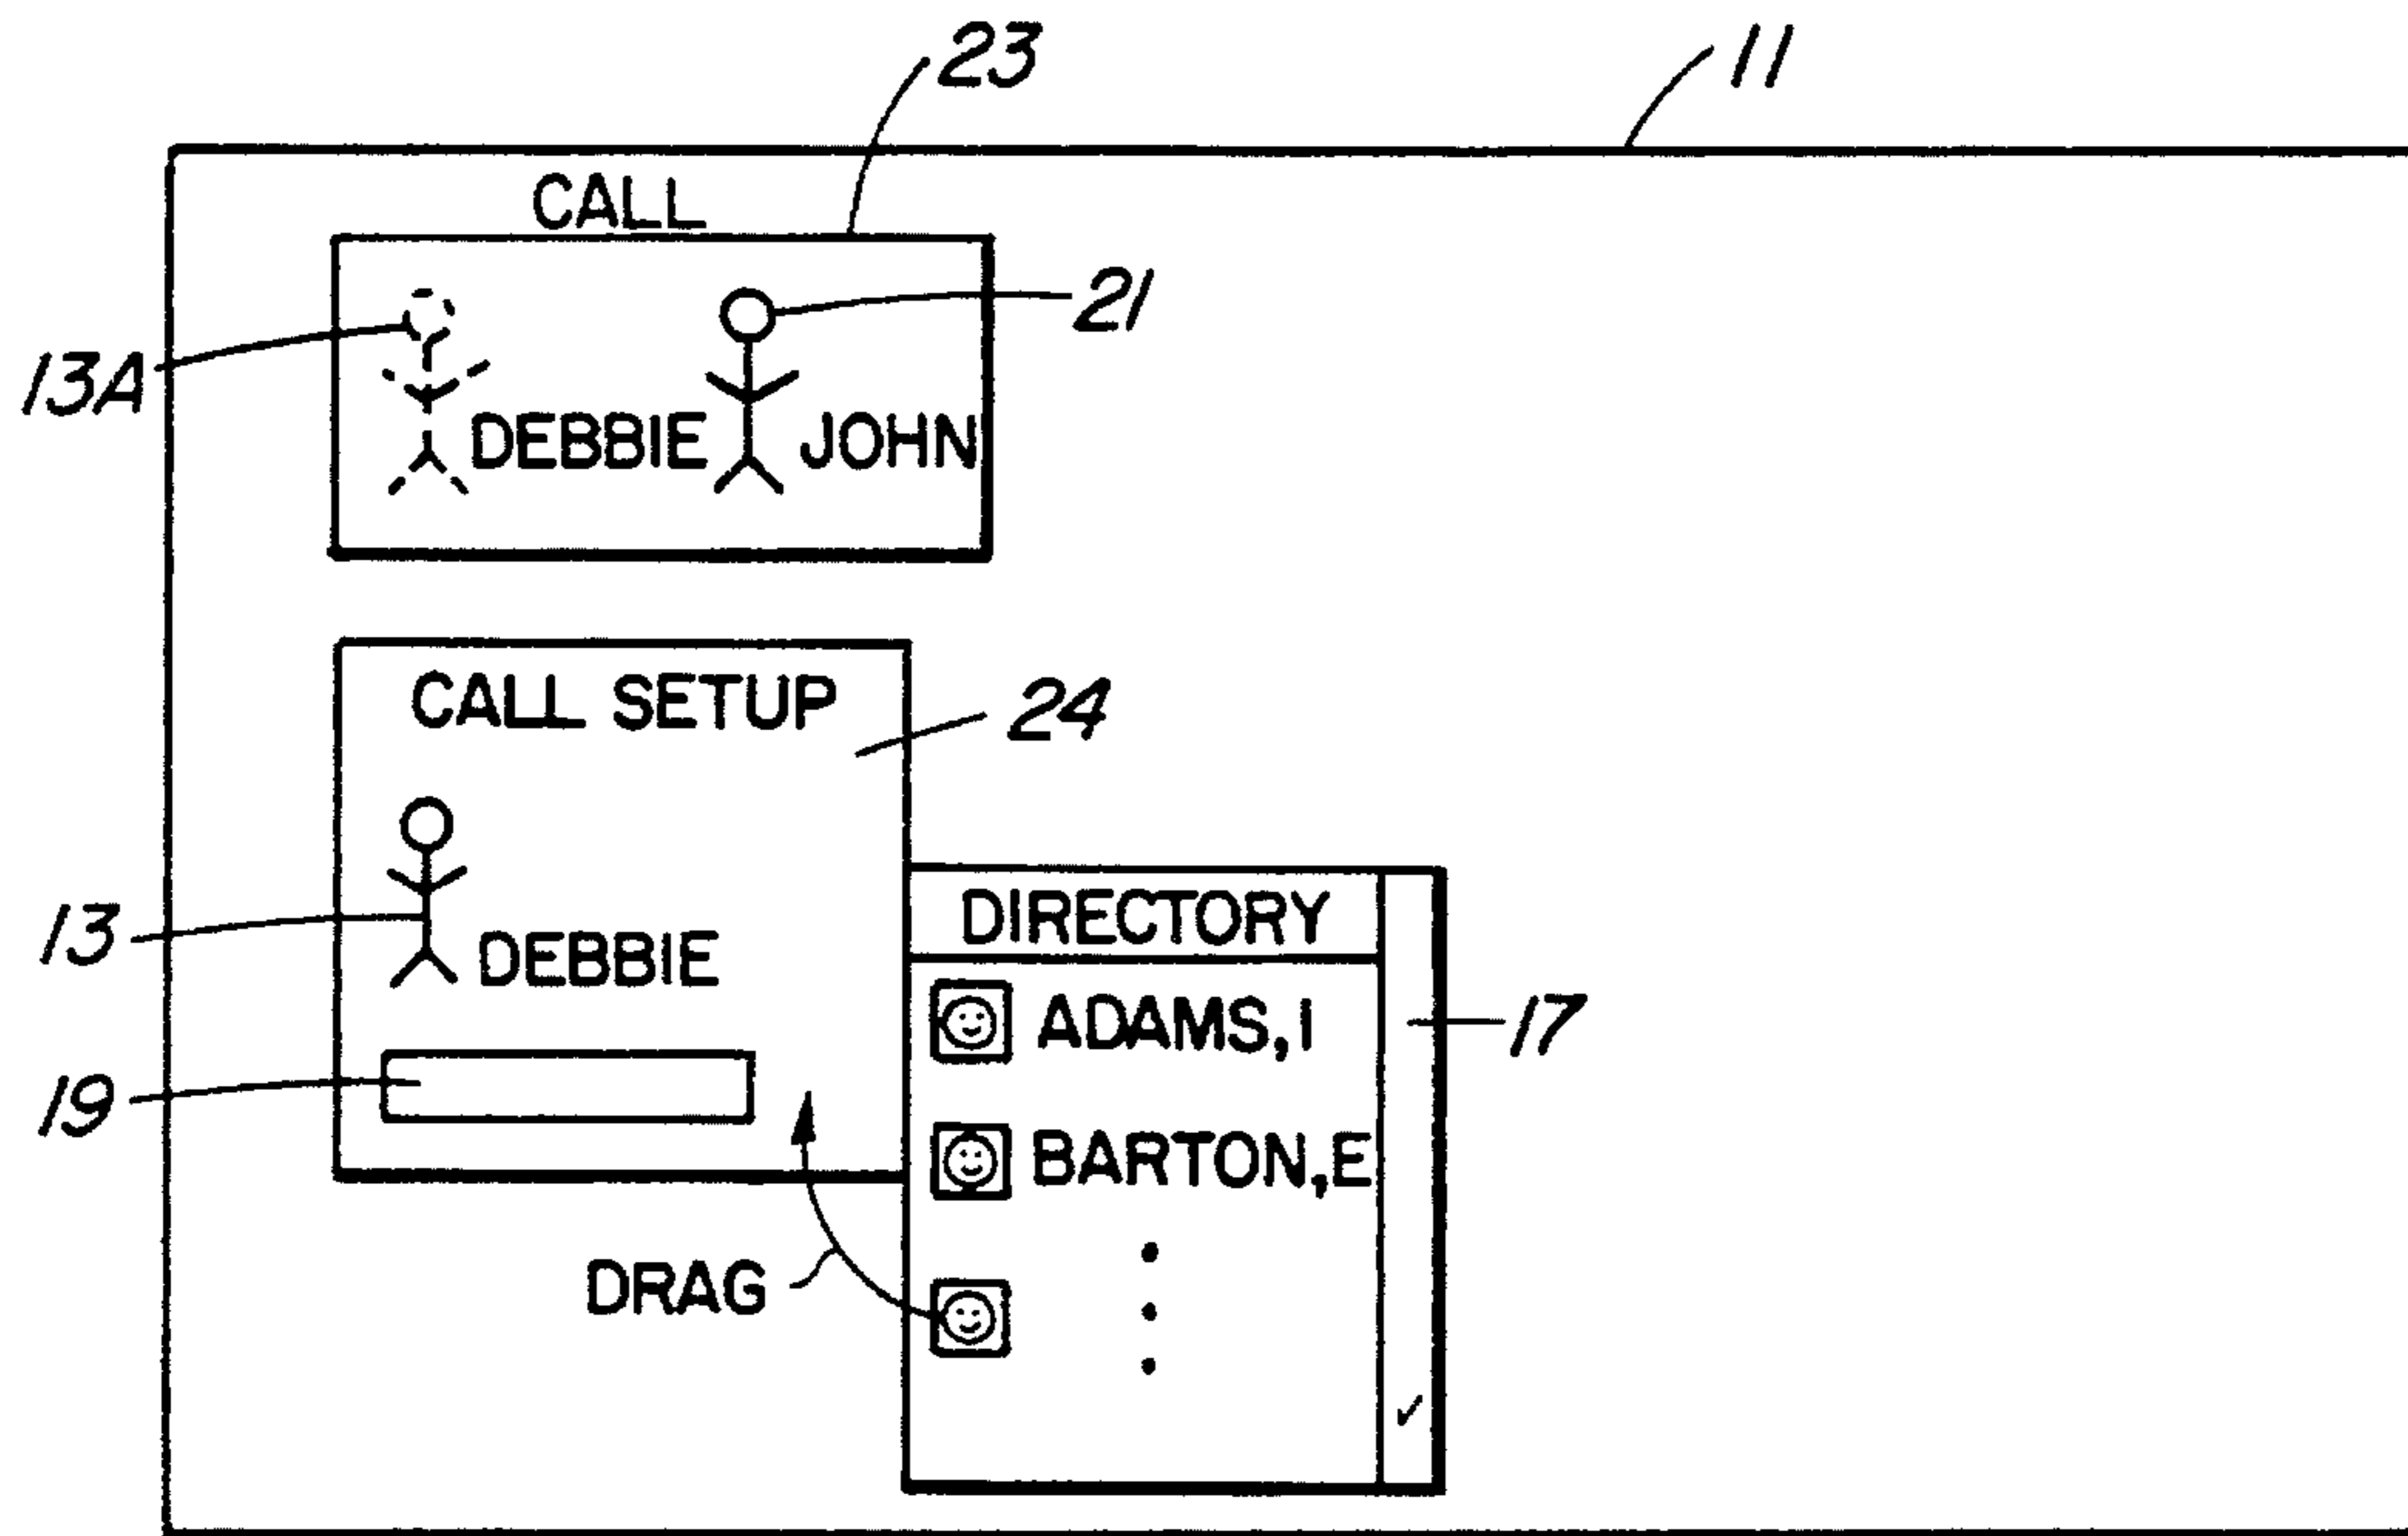 23
11
CALL
21
13A
DEBBIE JOHN
CALL SETUP
24
13
DEBBIE
DIRECTORY
ADAMS,I
17
19
BARTON,E
DRAG